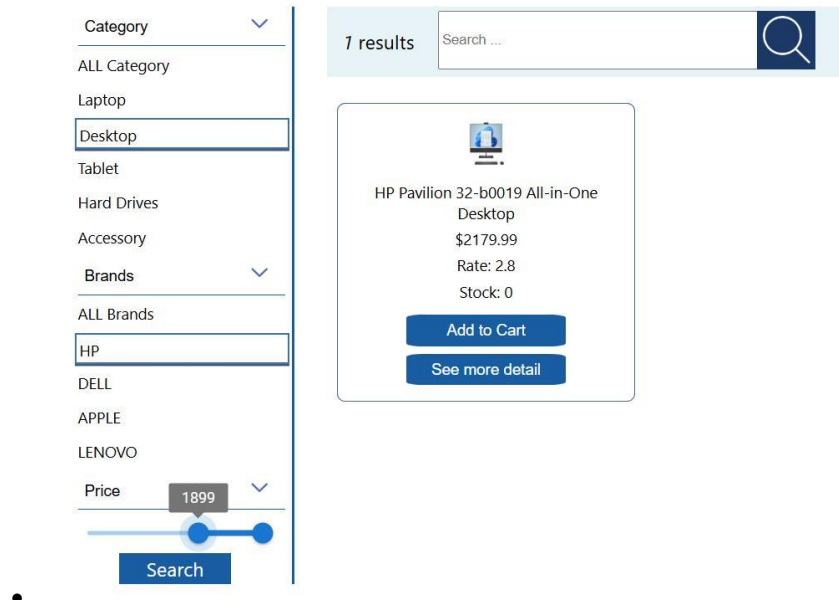 Category
ALL Category
Laptop
Desktop
Tablet
Hard Drives
Accessory
Brands
ALL Brands
HP
DELL
APPLE
LENOVO
Price
1899
Search
1 results
Search ...
HP Pavilion 32-b0019 All-in-One
Desktop
$2179.99
Rate: 2.8
Stock: 0
Add to Cart
See more detail